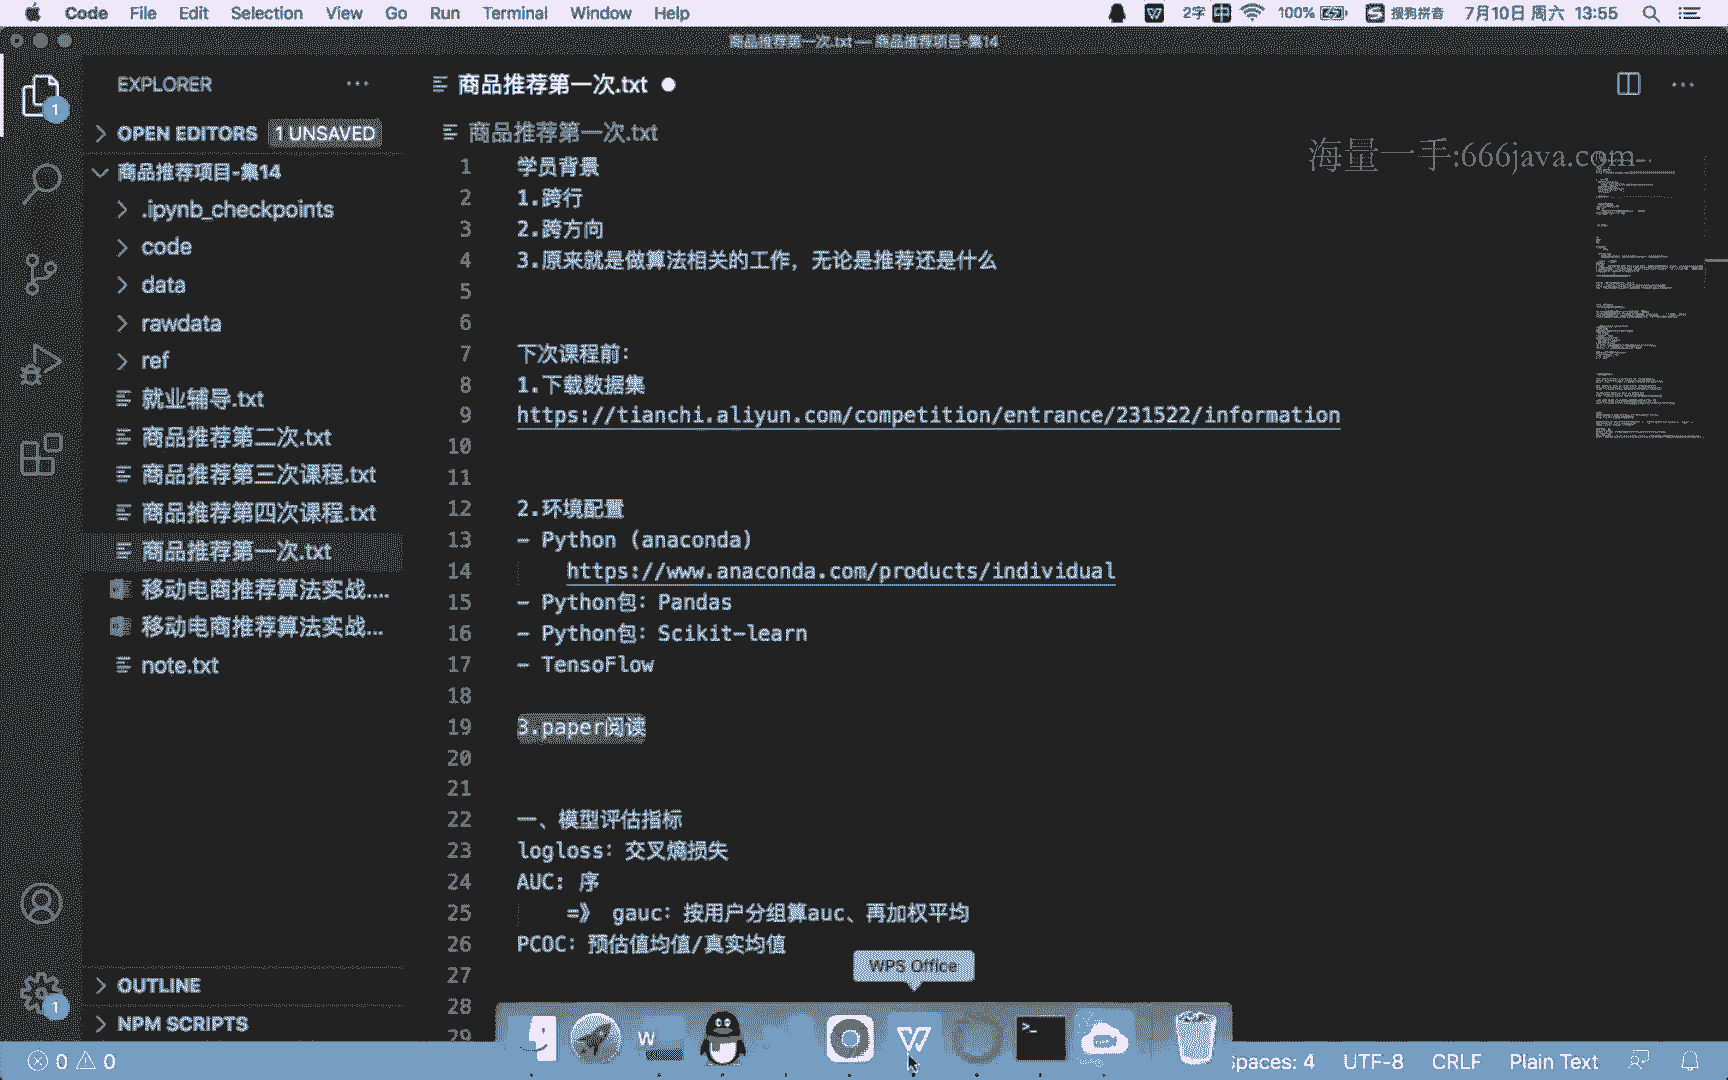 Code File Edit Selection View Go Run Terminal Window Help 2字 中 100% 搜狗拼音 7月10日 周六 13:55
商品推荐第一次.txt — 商品推荐项目-集14
EXPLORER
商品推荐第一次.txt
OPEN EDITORS 1 UNSAVED
商品推荐第一次.txt
海量一手:666java.com
商品推荐项目-集14
.ipynb_checkpoints
code
data
rawdata
ref
就业辅导.txt
商品推荐第二次.txt
商品推荐第三次课程.txt
商品推荐第四次课程.txt
商品推荐第一次.txt
移动电商推荐算法实战....
移动电商推荐算法实战...
note.txt
OUTLINE
NPM SCRIPTS
1 学员背景
2 1.跨行
3 2.跨方向
4 3.原来就是做算法相关的工作，无论是推荐还是什么
5
6
7 下次课程前：
8 1.下载数据集
9 https://tianchi.aliyun.com/competition/entrance/231522/information
10
11
12 2.环境配置
13 - Python (anaconda)
14 https://www.anaconda.com/products/individual
15 - Python包：Pandas
16 - Python包：Scikit-learn
17 - TensoFlow
18
19 3.paper阅读
20
21
22 一、模型评估指标
23 logloss：交叉熵损失
24 AUC：序
25 =》 gauc：按用户分组算auc、再加权平均
26 PCOC：预估值均值/真实均值
27
28
29
WPS Office
0 0 Spaces: 4 UTF-8 CRLF Plain Text